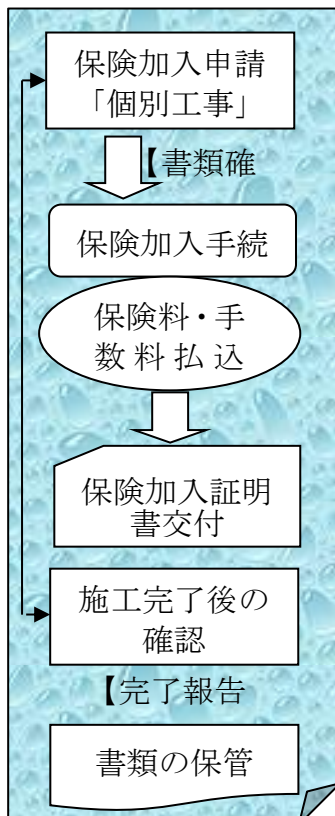 保険加入申請
「個別工事」
【書類確
保険加入手続
保険料・手
数料払込
保険加入証明
書交付
施工完了後の
確認
【完了報告
書類の保管